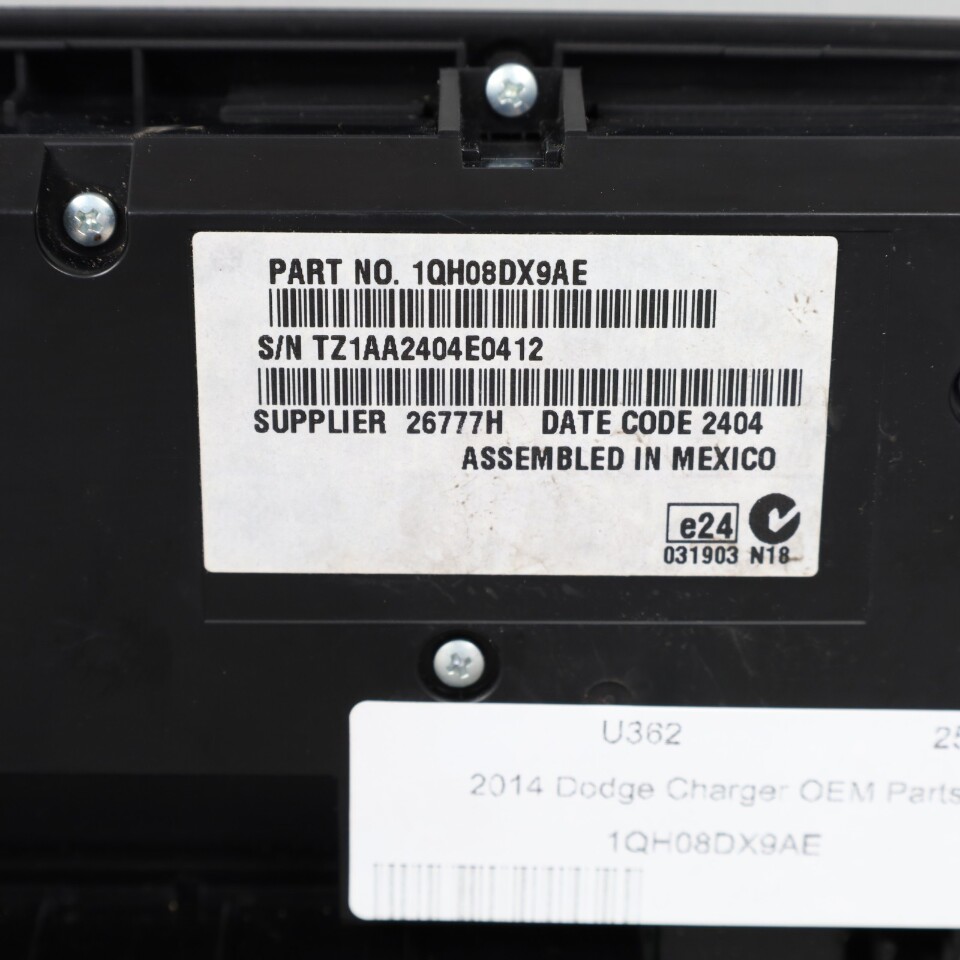 PART NO. 1QH08DX9AE
S/N TZ1AA2404E0412
SUPPLIER 26777H DATE CODE 2404
ASSEMBLED IN MEXICO
e24
031903 N18
U362
2014 Dodge Charger OEM Parts
1QH08DX9AE